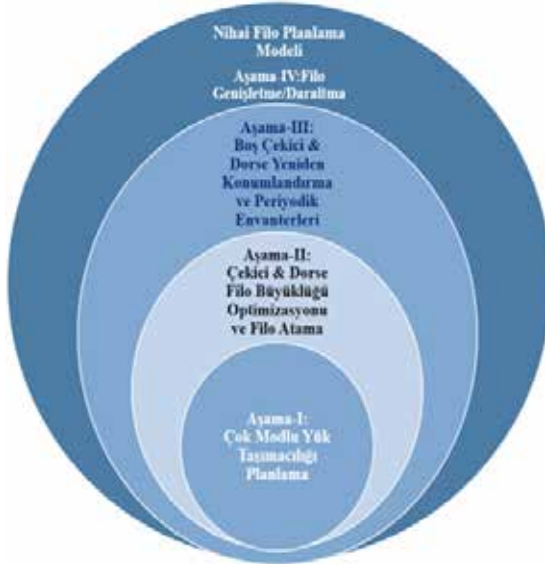 Nihai Filo Planlama
Modeli
Aşama-IV:Filo
Genişletme/Daraltma
Aşama-III:
Boş Çekici &
Dorse Yeniden
Konumlandırma
ve Periyodik
Envanterleri
Aşama-II:
Çekici & Dorse
Filo Büyüklüğü
Optimizasyonu
ve Filo Atama
Aşama-I:
Çok Modlu Yük
Taşımacılığı
Planlama